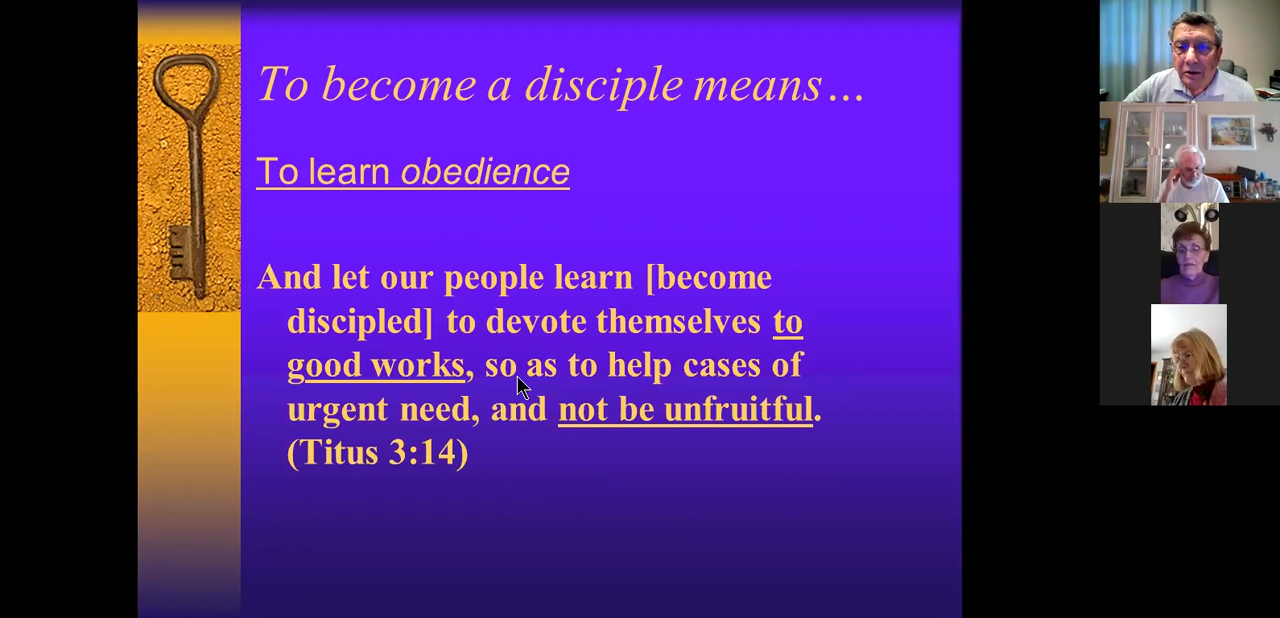 To become a disciple means…
To learn obedience
And let our people learn [become
discipled] to devote themselves to
good works, so as to help cases of
urgent need, and not be unfruitful.
(Titus 3:14)